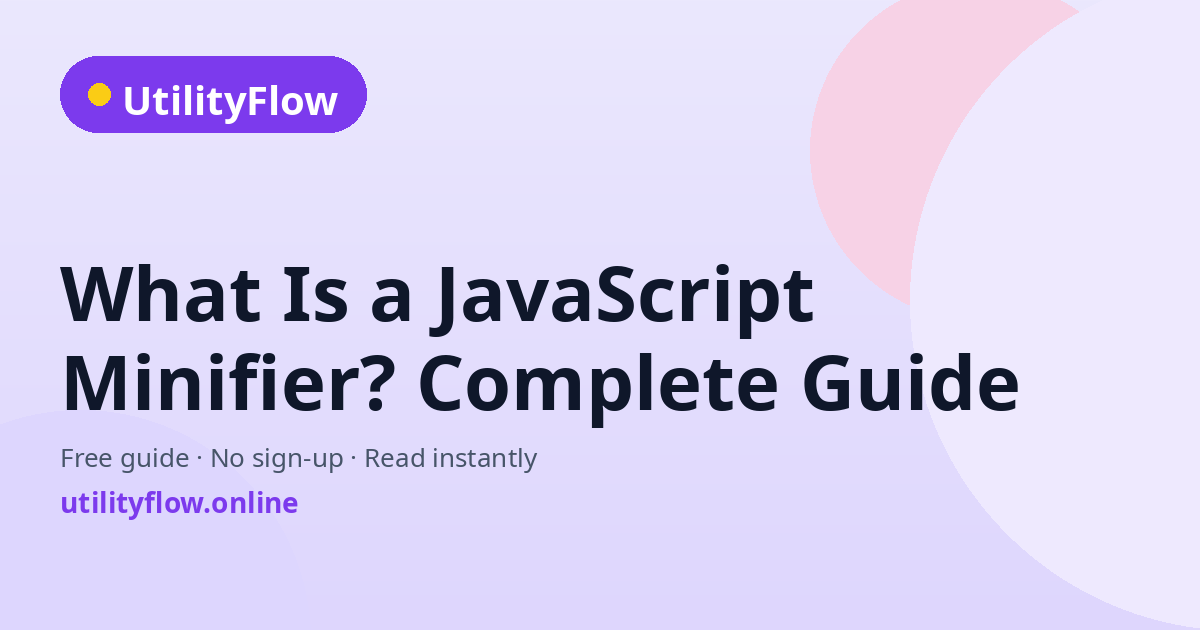 UtilityFlow
What Is a JavaScript
Minifier? Complete Guide
Free guide · No sign-up · Read instantly
utilityflow.online